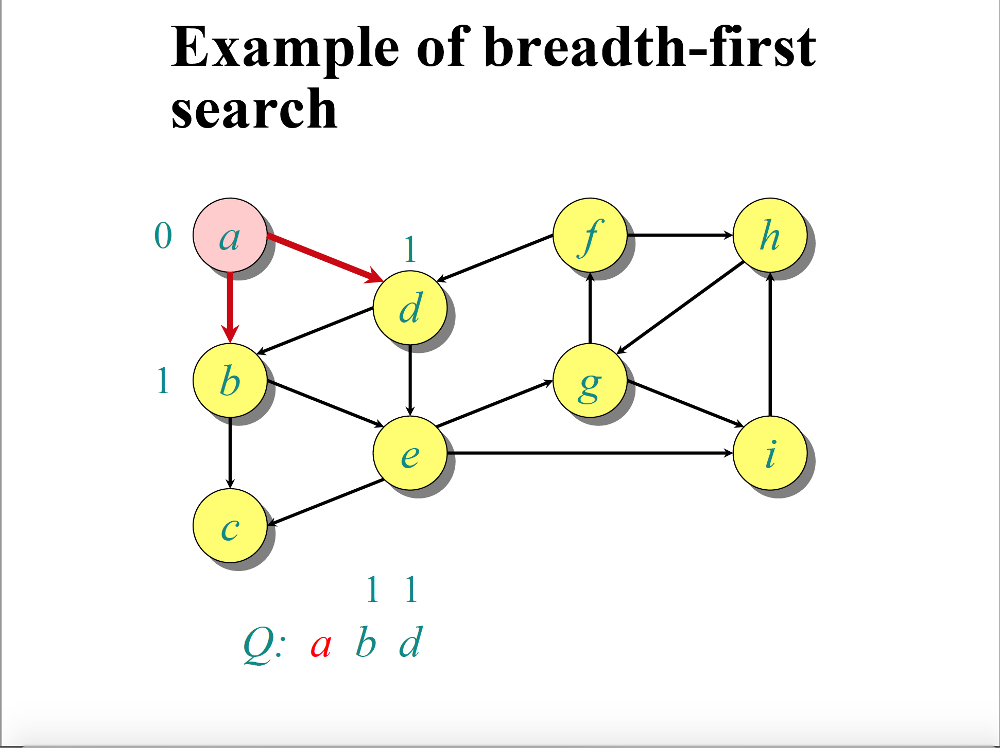 Example of breadth-first
search
0 a f h
1
d
1 b g
e i
c
1 1
Q: a b d